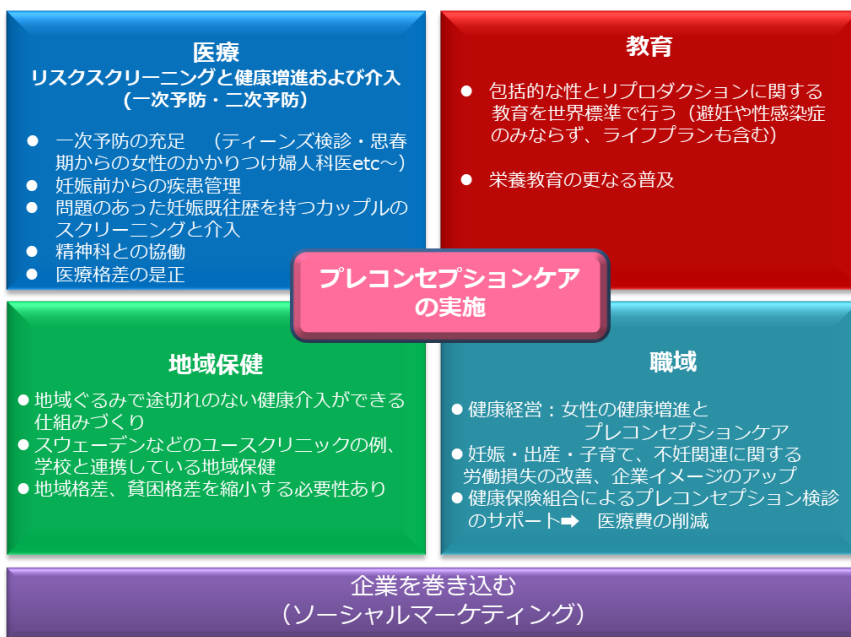 医療
リスクスクリーニングと健康増進および介入
(一次予防・二次予防）
● 一次予防の充足　（ティーンズ検診・思春
期からの女性のかかりつけ婦人科医etc～）
● 妊娠前からの疾患管理
● 問題のあった妊娠既往歴を持つカップルの
スクリーニングと介入
● 精神科との協働
● 医療格差の是正
教育
● 包括的な性とリプロダクションに関する
教育を世界標準で行う（避妊や性感染症
のみならず、ライフプランも含む）
● 栄養教育の更なる普及
プレコンセプションケア
の実施
地域保健
●地域ぐるみで途切れのない健康介入ができる
仕組みづくり
●スウェーデンなどのユースクリニックの例、
学校と連携している地域保健
●地域格差、貧困格差を縮小する必要性あり
職域
●健康経営：女性の健康増進と
プレコンセプションケア
●妊娠・出産・子育て、不妊関連に関する
労働損失の改善、企業イメージのアップ
●健康保険組合によるプレコンセプション検診
のサポート➡　医療費の削減
企業を巻き込む
（ソーシャルマーケティング）